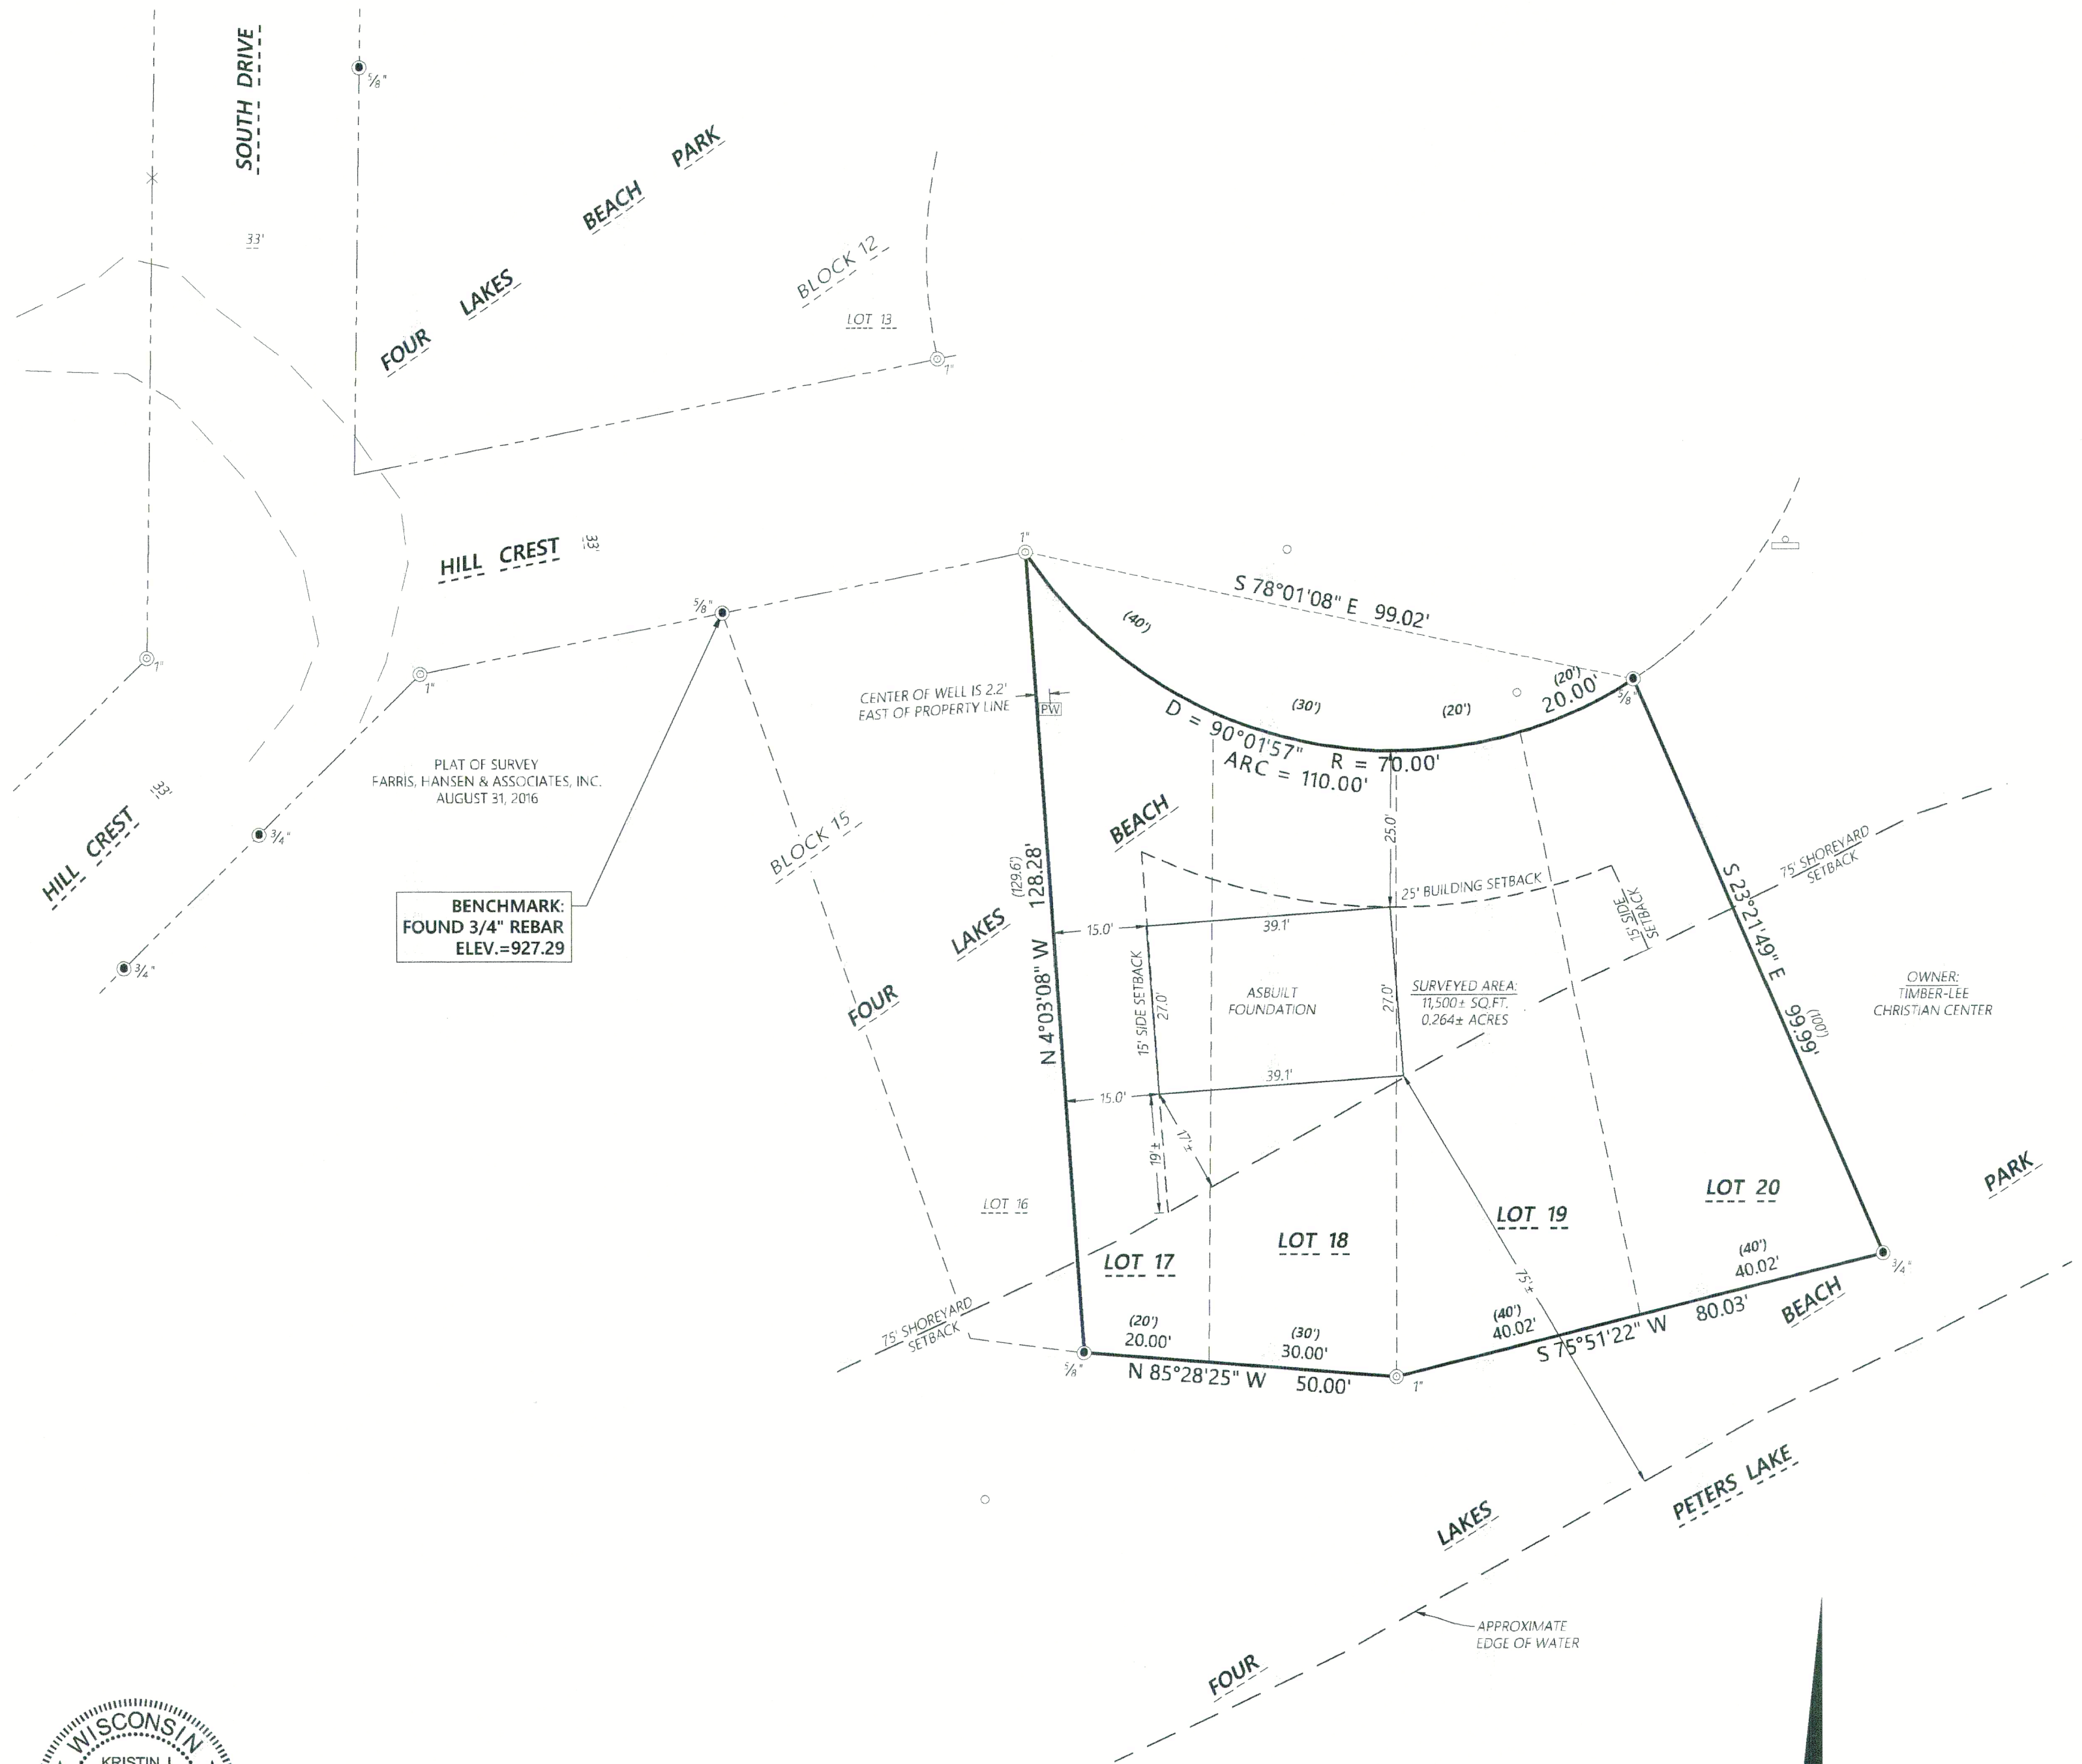 SOUTH DRIVE
5/8"
33'
FOUR LAKES BEACH PARK
BLOCK 12
LOT 13
1"
HILL CREST 33'
1"
5/8"
1"
1"
HILL CREST 33'
3/4"
3/4"
PLAT OF SURVEY
FARRIS, HANSEN & ASSOCIATES, INC.
AUGUST 31, 2016
BENCHMARK:
FOUND 3/4" REBAR
ELEV.=927.29
S 78°01'08" E 99.02'
(40')
(30')
(20')
(20')
20.00'
5/8"
D = 90°01'57" R = 70.00'
ARC = 110.00'
CENTER OF WELL IS 2.2'
EAST OF PROPERTY LINE
PW
BLOCK 15
FOUR LAKES BEACH
(129.6')
N 4°03'08" W 128.28'
25.0'
25' BUILDING SETBACK
15' SIDE
SETBACK
75' SHOREYARD
SETBACK
S 23°21'49" E 99.99'
(100')
15.0'
39.1'
15' SIDE SETBACK
27.0'
ASBUILT
FOUNDATION
27.0'
SURVEYED AREA:
11,500± SQ.FT.
0.264± ACRES
OWNER:
TIMBER-LEE
CHRISTIAN CENTER
15.0'
39.1'
19'±
17'±
75'±
LOT 16
LOT 17
LOT 18
LOT 19
LOT 20
75' SHOREYARD
SETBACK
(20')
20.00'
(30')
30.00'
(40')
40.02'
(40')
40.02'
3/4"
5/8"
N 85°28'25" W 50.00'
1"
S 75°51'22" W 80.03'
FOUR LAKES BEACH PARK
PETERS LAKE
APPROXIMATE
EDGE OF WATER
WISCONSIN
KRISTIN J.